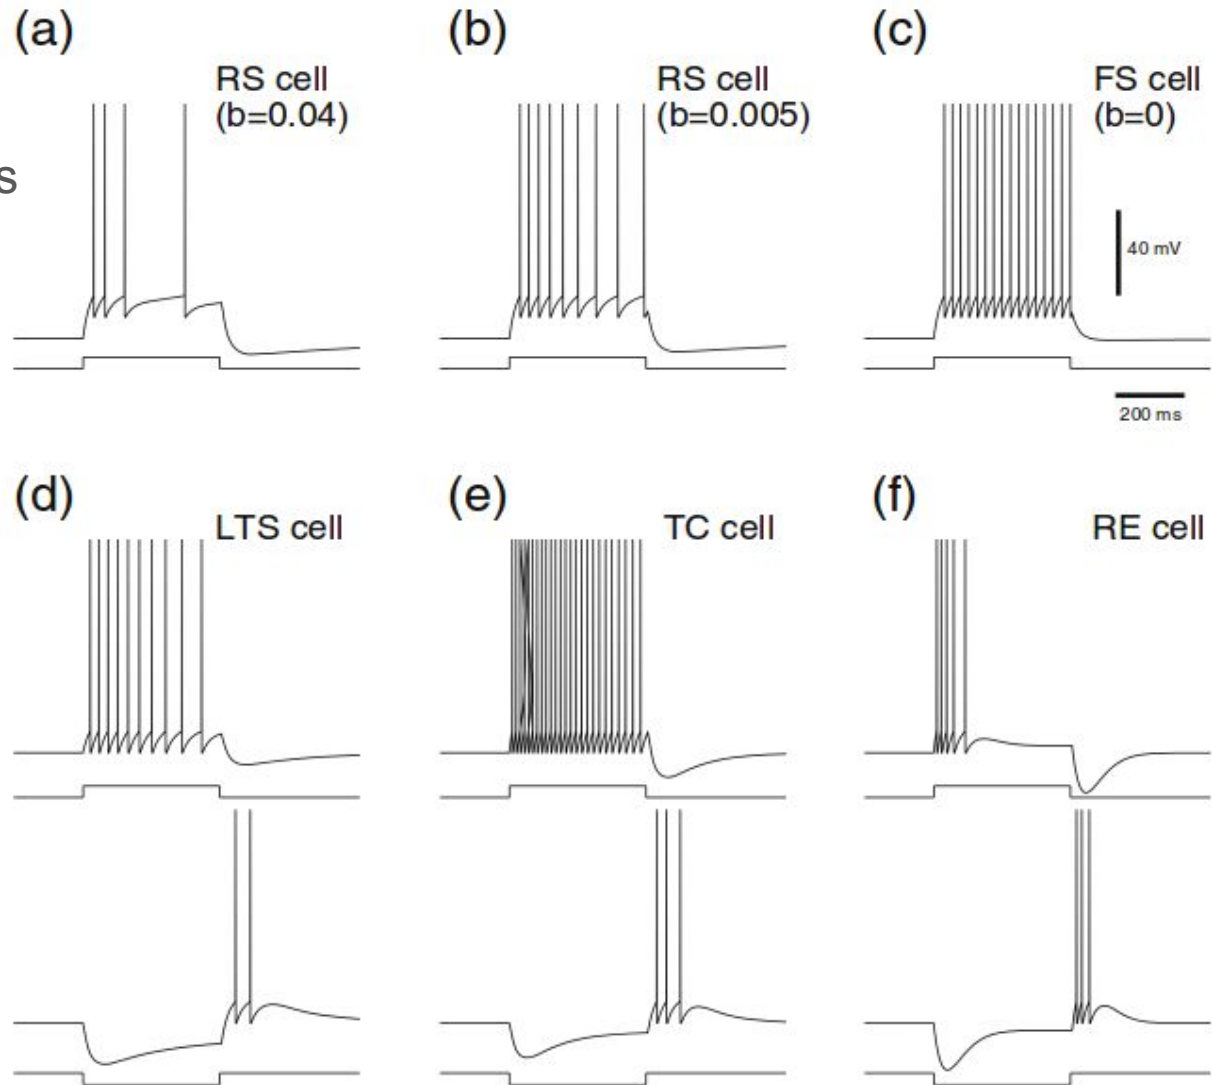 (a)
RS cell
(b=0.04)
s
(b)
RS cell
(b=0.005)
(c)
FS cell
(b=0)
40 mV
200 ms
(d)
LTS cell
(e)
TC cell
(f)
RE cell